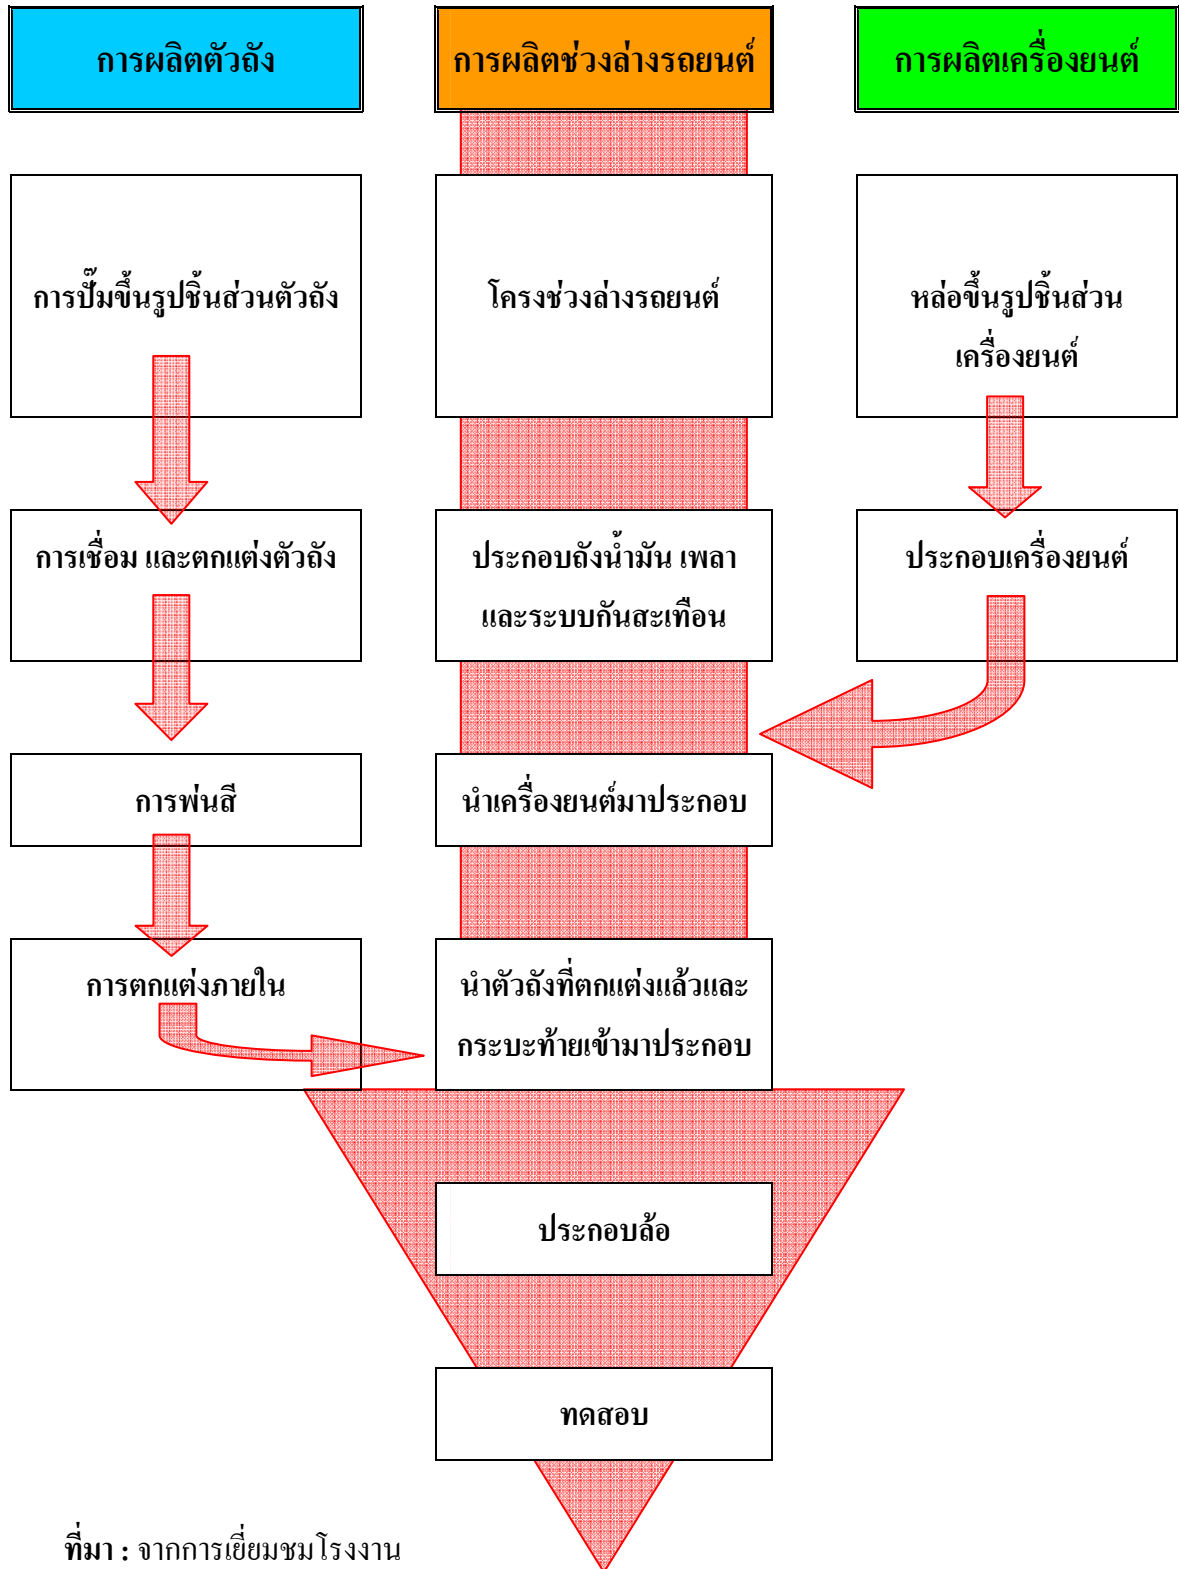 การผลิตตัวถัง
การผลิตช่วงล่างรถยนต์
การผลิตเครื่องยนต์
การปั๊มขึ้นรูปชิ้นส่วนตัวถัง
โครงช่วงล่างรถยนต์
หล่อขึ้นรูปชิ้นส่วน
เครื่องยนต์
การเชื่อม และตกแต่งตัวถัง
ประกอบถังน้ำมัน เพลา
และระบบกันสะเทือน
ประกอบเครื่องยนต์
การพ่นสี
นำเครื่องยนต์มาประกอบ
การตกแต่งภายใน
นำตัวถังที่ตกแต่งแล้วและ
กระบะท้ายเข้ามาประกอบ
ประกอบล้อ
ทดสอบ
ที่มา : จากการเยี่ยมชมโรงงาน